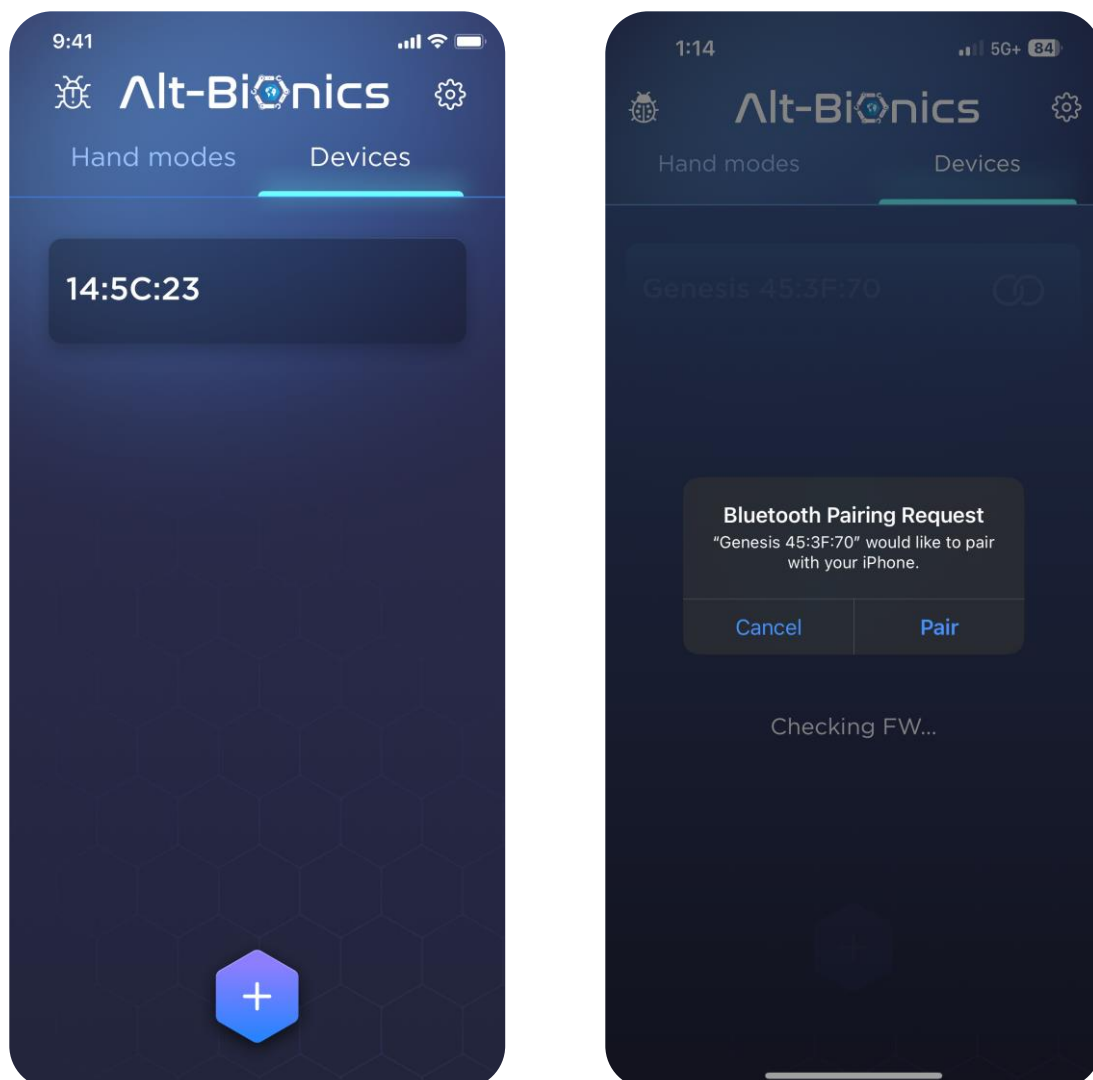 9:41
Alt-Bionics
Hand modes Devices
14:5C:23
+
1:14 5G+ 84
Alt-Bionics
Hand modes Devices
Genesis 45:3F:70
Bluetooth Pairing Request
"Genesis 45:3F:70" would like to pair
with your iPhone.
Cancel Pair
Checking FW...
+